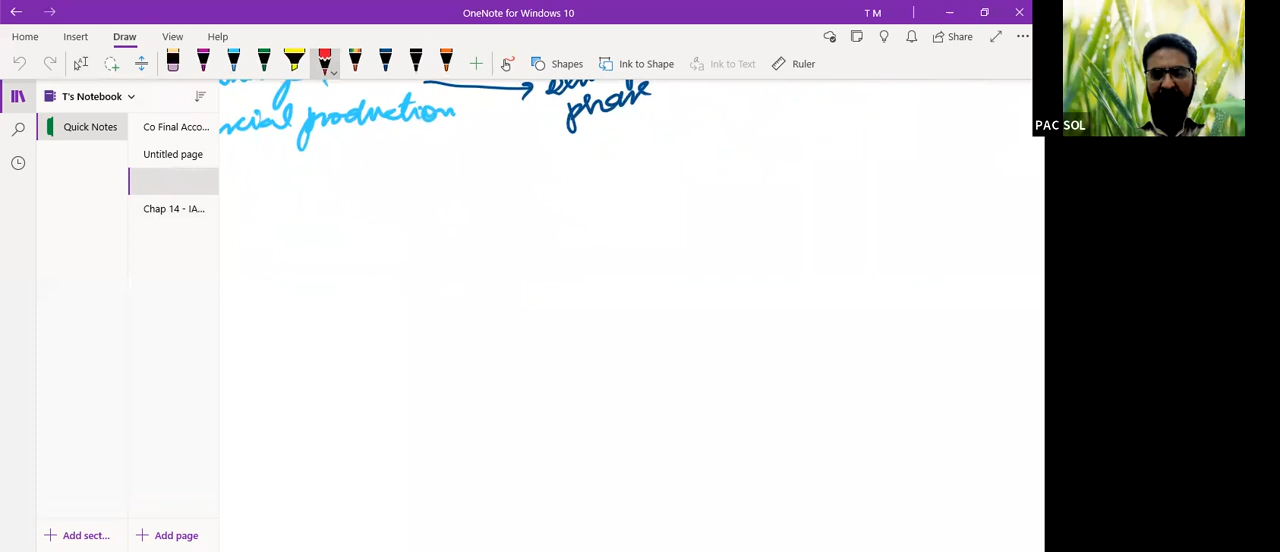 OneNote for Windows 10
T M
Home Insert Draw View Help
Share
Shapes Ink to Shape Ink to Text Ruler
PAC SOL
T's Notebook
Quick Notes
Co Final Acco...
Untitled page
Chap 14 - IA...
production
phase
Add sect...
Add page